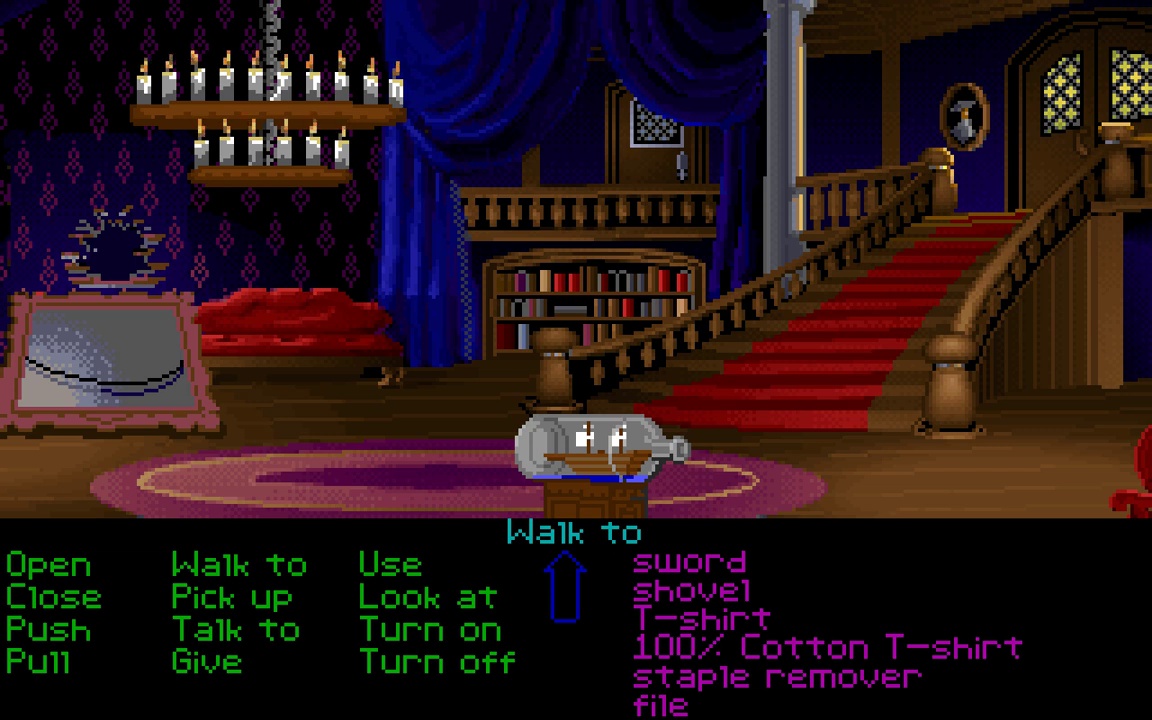 Walk to
Open Walk to Use
Close Pick up Look at
Push Talk to Turn on
Pull Give Turn off
sword
shovel
T-shirt
100% Cotton T-shirt
staple remover
file